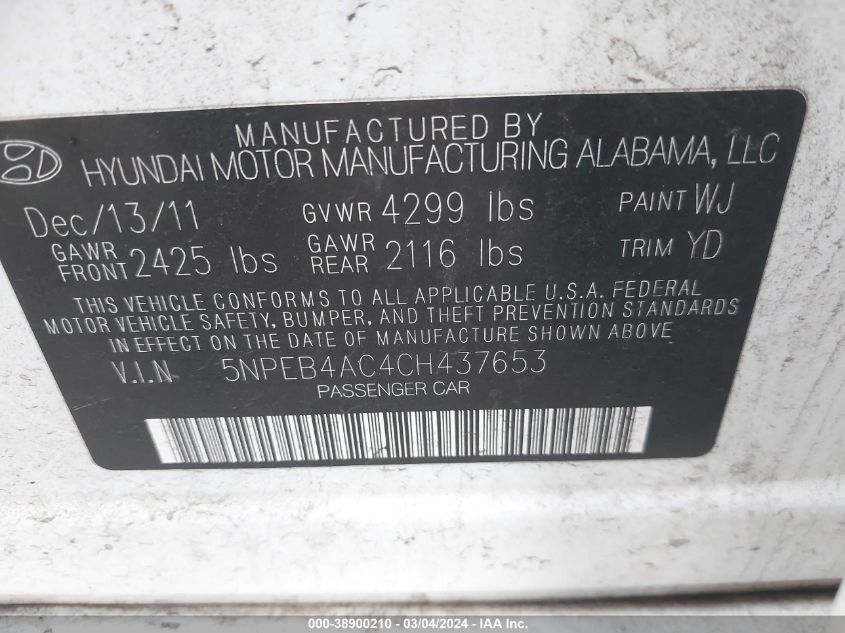 MANUFACTURED BY
HYUNDAI MOTOR MANUFACTURING ALABAMA, LLC
Dec/13/11 GVWR 4299 lbs PAINT WJ
GAWR FRONT 2425 lbs GAWR REAR 2116 lbs TRIM YD
THIS VEHICLE CONFORMS TO ALL APPLICABLE U.S.A. FEDERAL
MOTOR VEHICLE SAFETY, BUMPER, AND THEFT PREVENTION STANDARDS
IN EFFECT ON THE DATE OF MANUFACTURE SHOWN ABOVE
V.I.N 5NPEB4AC4CH437653
PASSENGER CAR
000-38900210 - 03/04/2024 - IAA Inc.